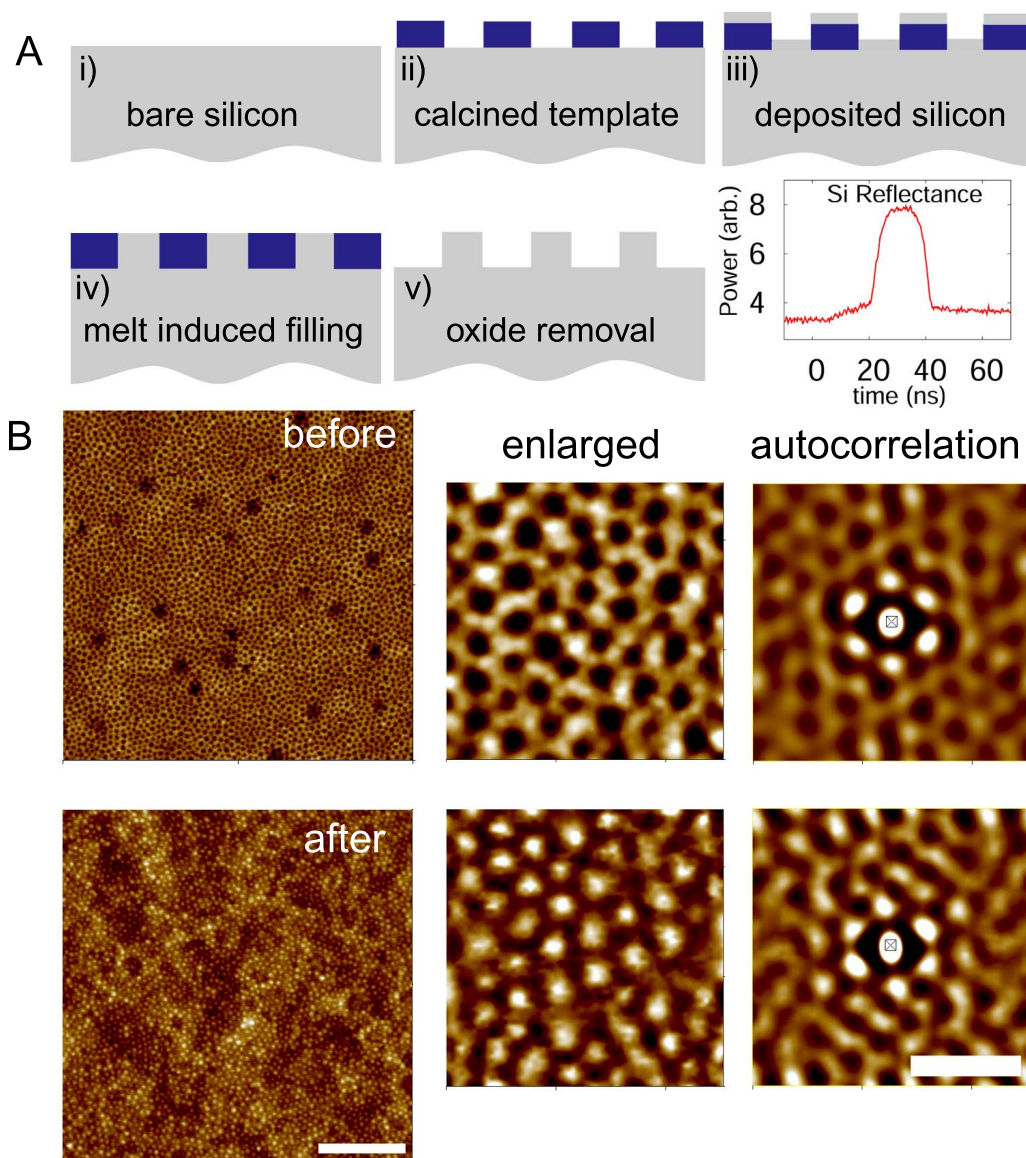 A
i)
bare silicon
ii)
calcined template
iii)
deposited silicon
iv)
melt induced filling
v)
oxide removal
Si Reflectance
Power (arb.)
8
6
4
0 20 40 60
time (ns)
B
before
enlarged
autocorrelation
after